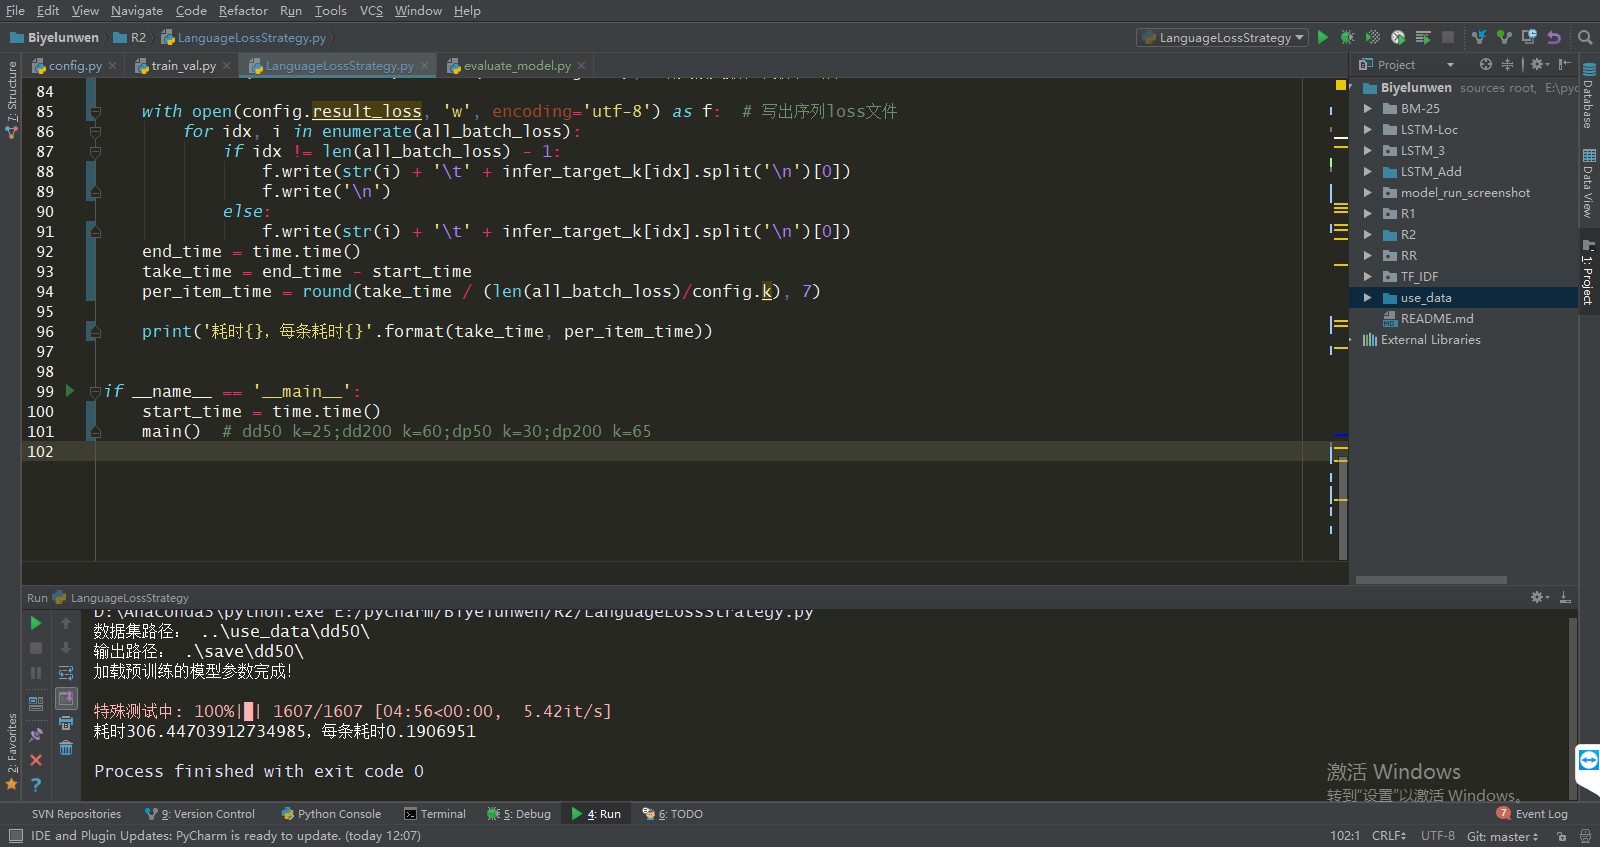 File Edit View Navigate Code Refactor Run Tools VCS Window Help
Biyelunwen R2 LanguageLossStrategy.py
LanguageLossStrategy
config.py train_val.py LanguageLossStrategy.py evaluate_model.py
84
85 with open(config.result_loss, 'w', encoding='utf-8') as f: # 写出序列loss文件
86 for idx, i in enumerate(all_batch_loss):
87 if idx != len(all_batch_loss) - 1:
88 f.write(str(i) + '\t' + infer_target_k[idx].split('\n')[0])
89 f.write('\n')
90 else:
91 f.write(str(i) + '\t' + infer_target_k[idx].split('\n')[0])
92 end_time = time.time()
93 take_time = end_time - start_time
94 per_item_time = round(take_time / (len(all_batch_loss)/config.k), 7)
95
96 print('耗时{}，每条耗时{}'.format(take_time, per_item_time))
97
98
99 if __name__ == '__main__':
100 start_time = time.time()
101 main() # dd50 k=25;dd200 k=60;dp50 k=30;dp200 k=65
102
Project
Biyelunwen sources root, E:\pyc
BM-25
LSTM-Loc
LSTM_3
LSTM_Add
model_run_screenshot
R1
R2
RR
TF_IDF
use_data
README.md
External Libraries
7: Structure
2: Favorites
Database
Data View
1: Project
Run LanguageLossStrategy
D:\Anaconda3\python.exe E:/pycharm/Biyelunwen/R2/LanguageLossStrategy.py
数据集路径： ..\use_data\dd50\
输出路径： .\save\dd50\
加载预训练的模型参数完成！
特殊测试中: 100%|█| 1607/1607 [04:56<00:00, 5.42it/s]
耗时306.44703912734985，每条耗时0.1906951
Process finished with exit code 0
激活 Windows
转到"设置"以激活 Windows。
SVN Repositories 9: Version Control Python Console Terminal 5: Debug 4: Run 6: TODO 7 Event Log
IDE and Plugin Updates: PyCharm is ready to update. (today 12:07) 102:1 CRLF UTF-8 Git: master